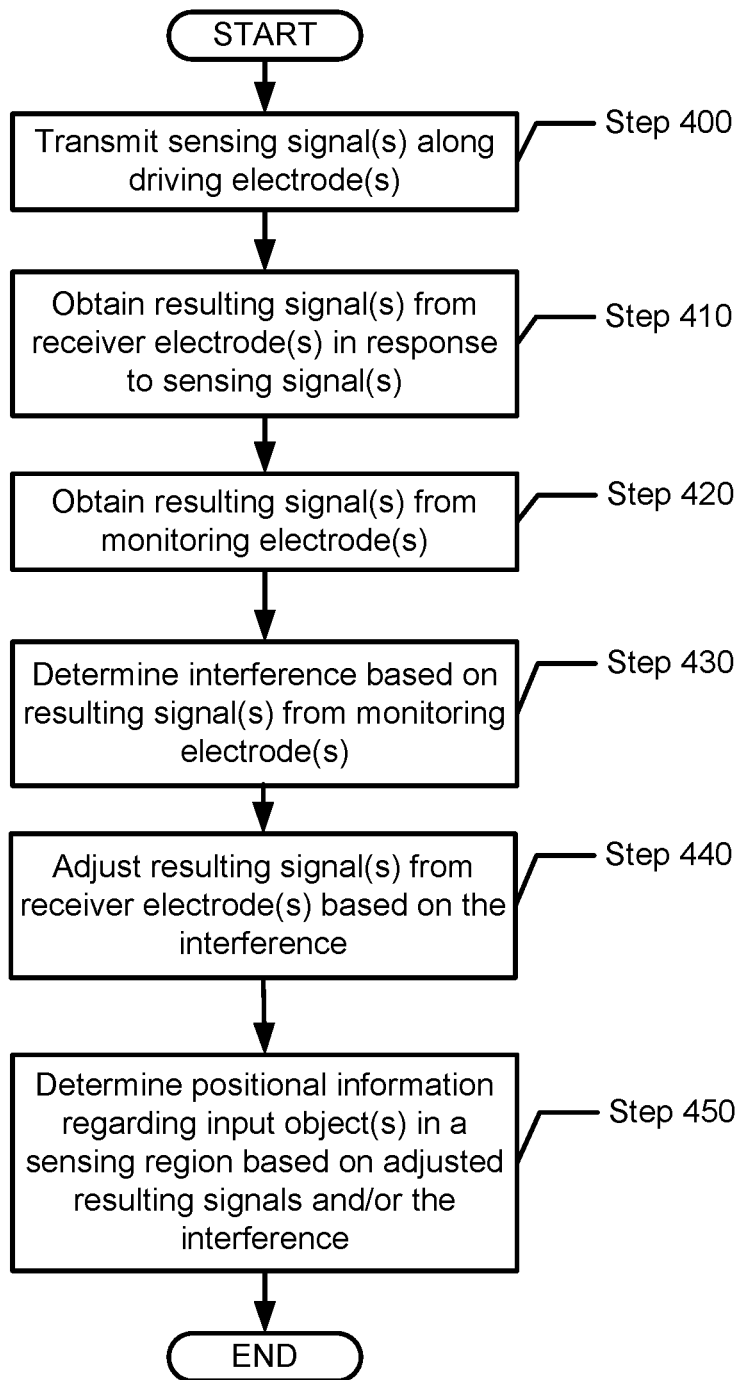 START
Transmit sensing signal(s) along
driving electrode(s)
Step 400
Obtain resulting signal(s) from
receiver electrode(s) in response
to sensing signal(s)
Step 410
Obtain resulting signal(s) from
monitoring electrode(s)
Step 420
Determine interference based on
resulting signal(s) from monitoring
electrode(s)
Step 430
Adjust resulting signal(s) from
receiver electrode(s) based on the
interference
Step 440
Determine positional information
regarding input object(s) in a
sensing region based on adjusted
resulting signals and/or the
interference
Step 450
END